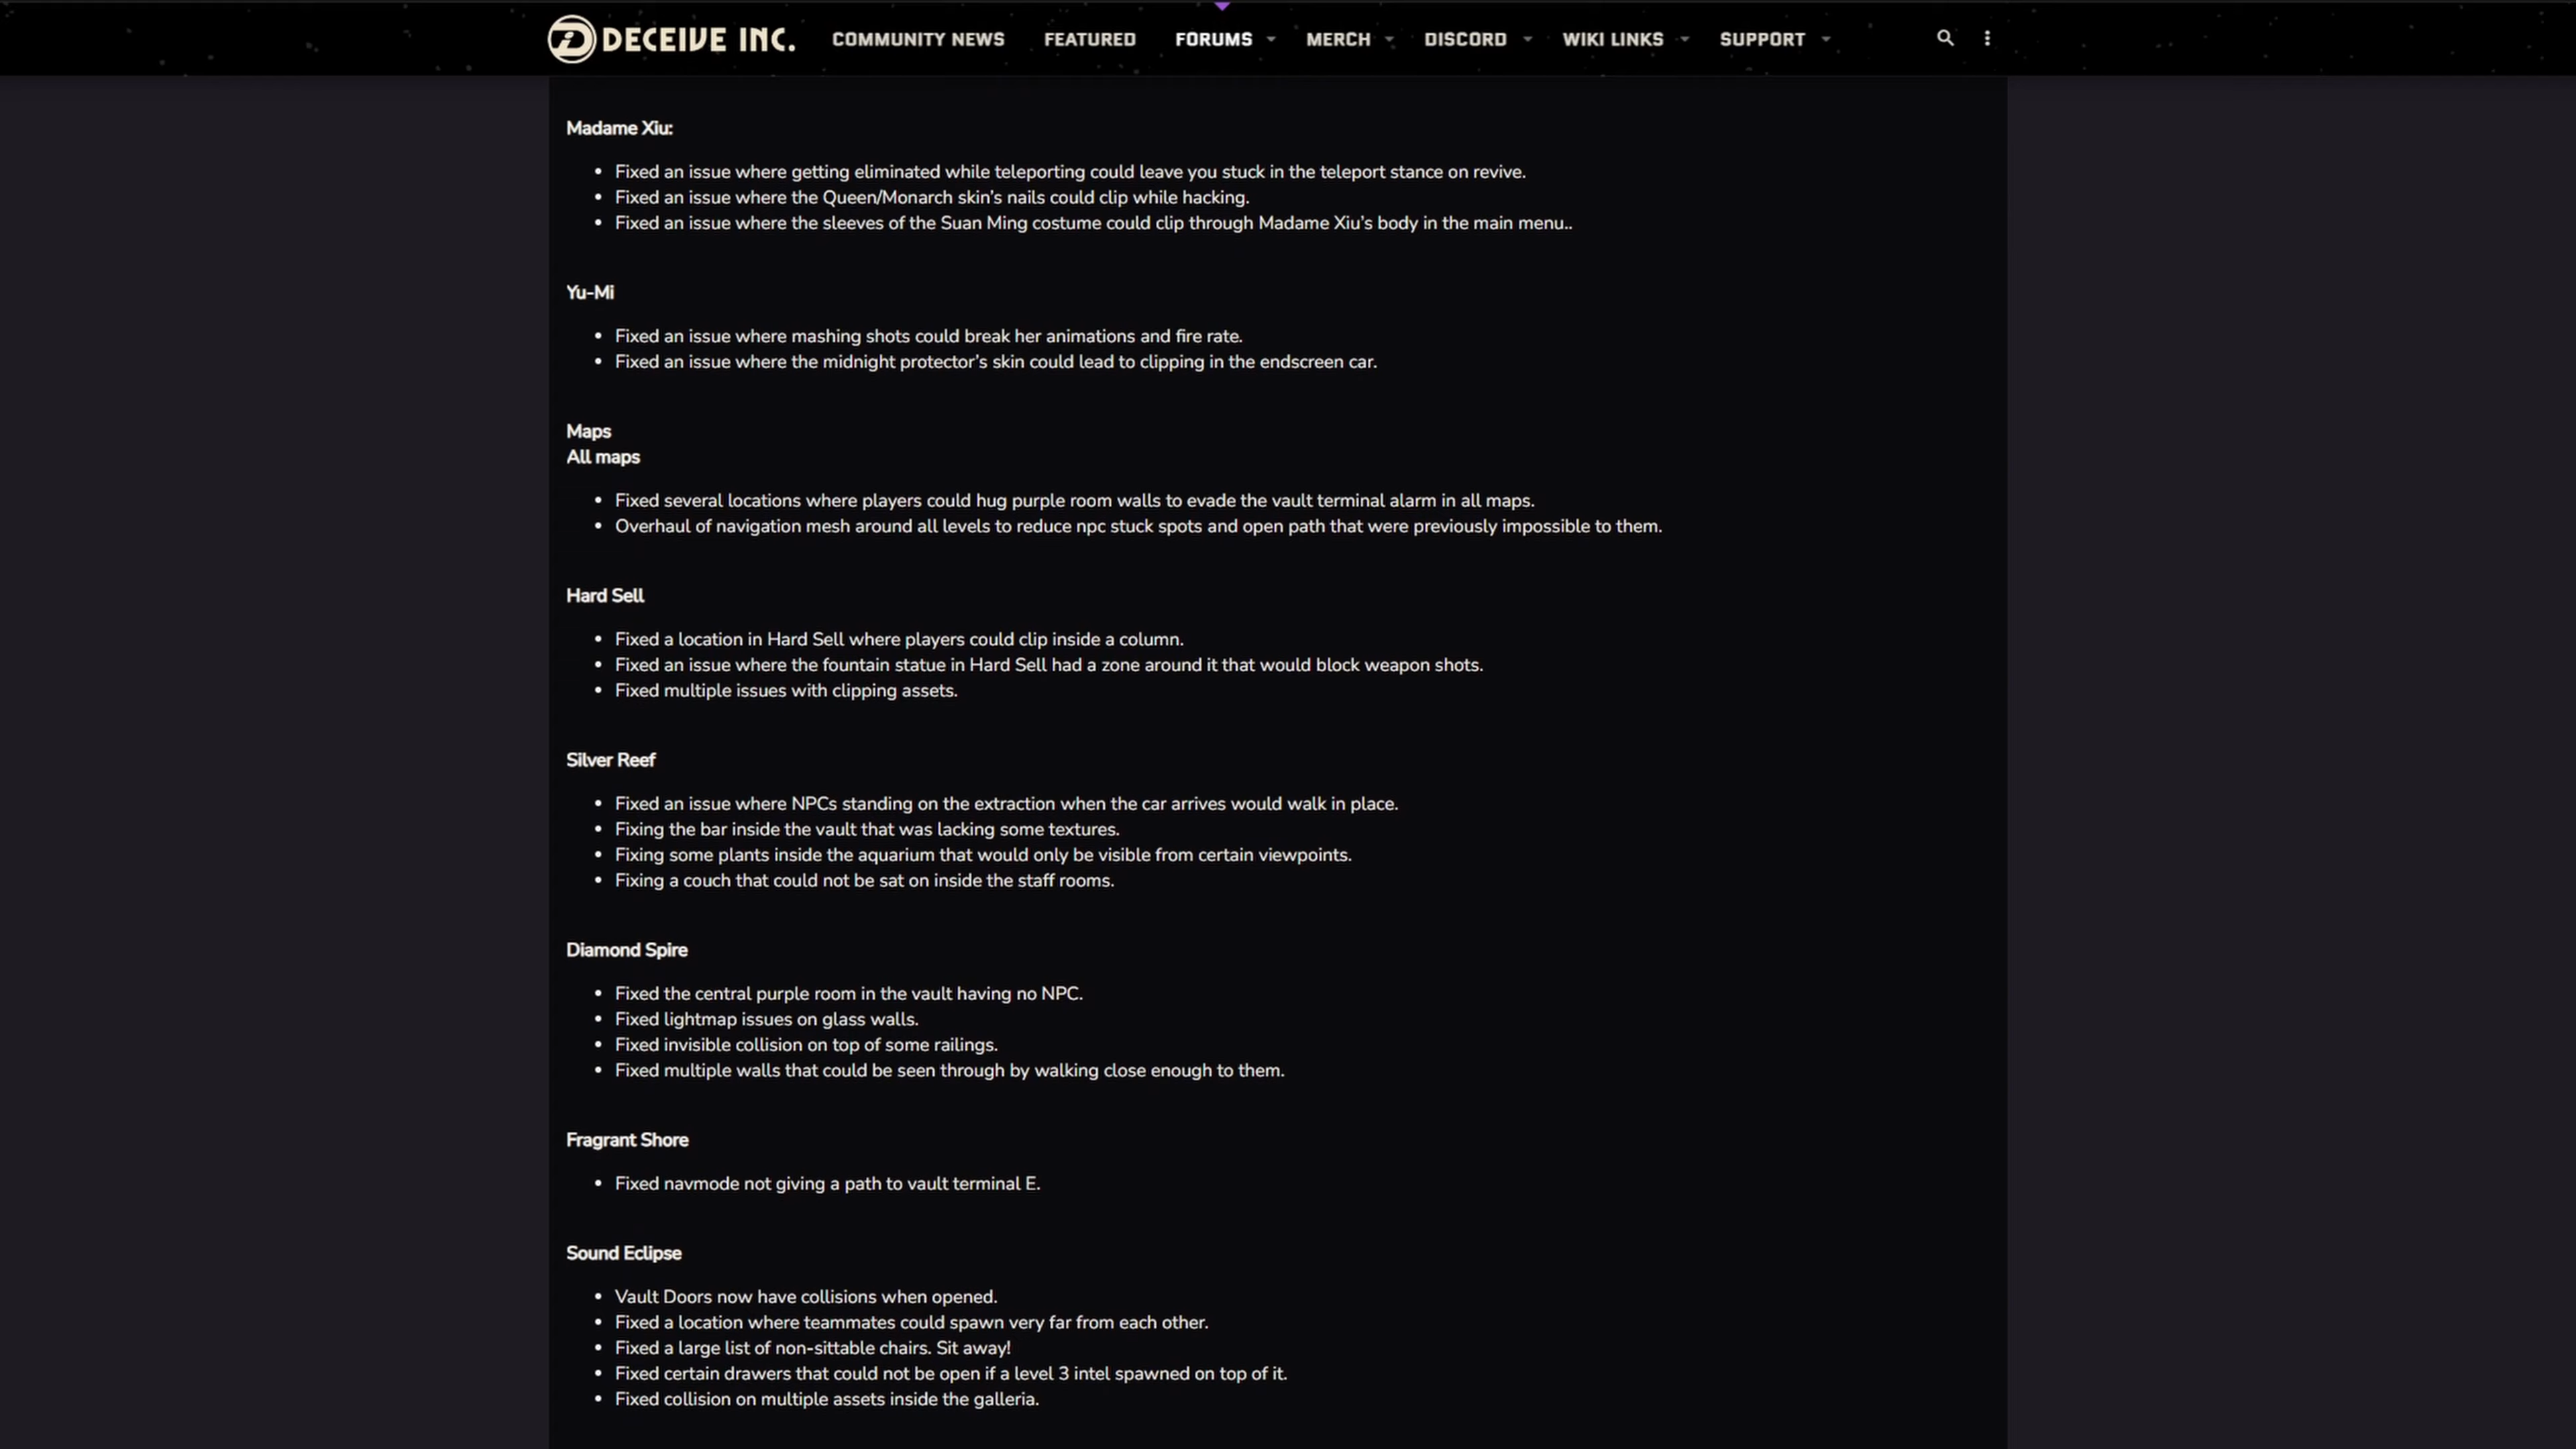 DECEIVE INC. COMMUNITY NEWS FEATURED FORUMS MERCH DISCORD WIKI LINKS SUPPORT
Madame Xiu:
• Fixed an issue where getting eliminated while teleporting could leave you stuck in the teleport stance on revive.
• Fixed an issue where the Queen/Monarch skin's nails could clip while hacking.
• Fixed an issue where the sleeves of the Suan Ming costume could clip through Madame Xiu's body in the main menu..
Yu-Mi
• Fixed an issue where mashing shots could break her animations and fire rate.
• Fixed an issue where the midnight protector's skin could lead to clipping in the endscreen car.
Maps
All maps
• Fixed several locations where players could hug purple room walls to evade the vault terminal alarm in all maps.
• Overhaul of navigation mesh around all levels to reduce npc stuck spots and open path that were previously impossible to them.
Hard Sell
• Fixed a location in Hard Sell where players could clip inside a column.
• Fixed an issue where the fountain statue in Hard Sell had a zone around it that would block weapon shots.
• Fixed multiple issues with clipping assets.
Silver Reef
• Fixed an issue where NPCs standing on the extraction when the car arrives would walk in place.
• Fixing the bar inside the vault that was lacking some textures.
• Fixing some plants inside the aquarium that would only be visible from certain viewpoints.
• Fixing a couch that could not be sat on inside the staff rooms.
Diamond Spire
• Fixed the central purple room in the vault having no NPC.
• Fixed lightmap issues on glass walls.
• Fixed invisible collision on top of some railings.
• Fixed multiple walls that could be seen through by walking close enough to them.
Fragrant Shore
• Fixed navmode not giving a path to vault terminal E.
Sound Eclipse
• Vault Doors now have collisions when opened.
• Fixed a location where teammates could spawn very far from each other.
• Fixed a large list of non-sittable chairs. Sit away!
• Fixed certain drawers that could not be open if a level 3 intel spawned on top of it.
• Fixed collision on multiple assets inside the galleria.